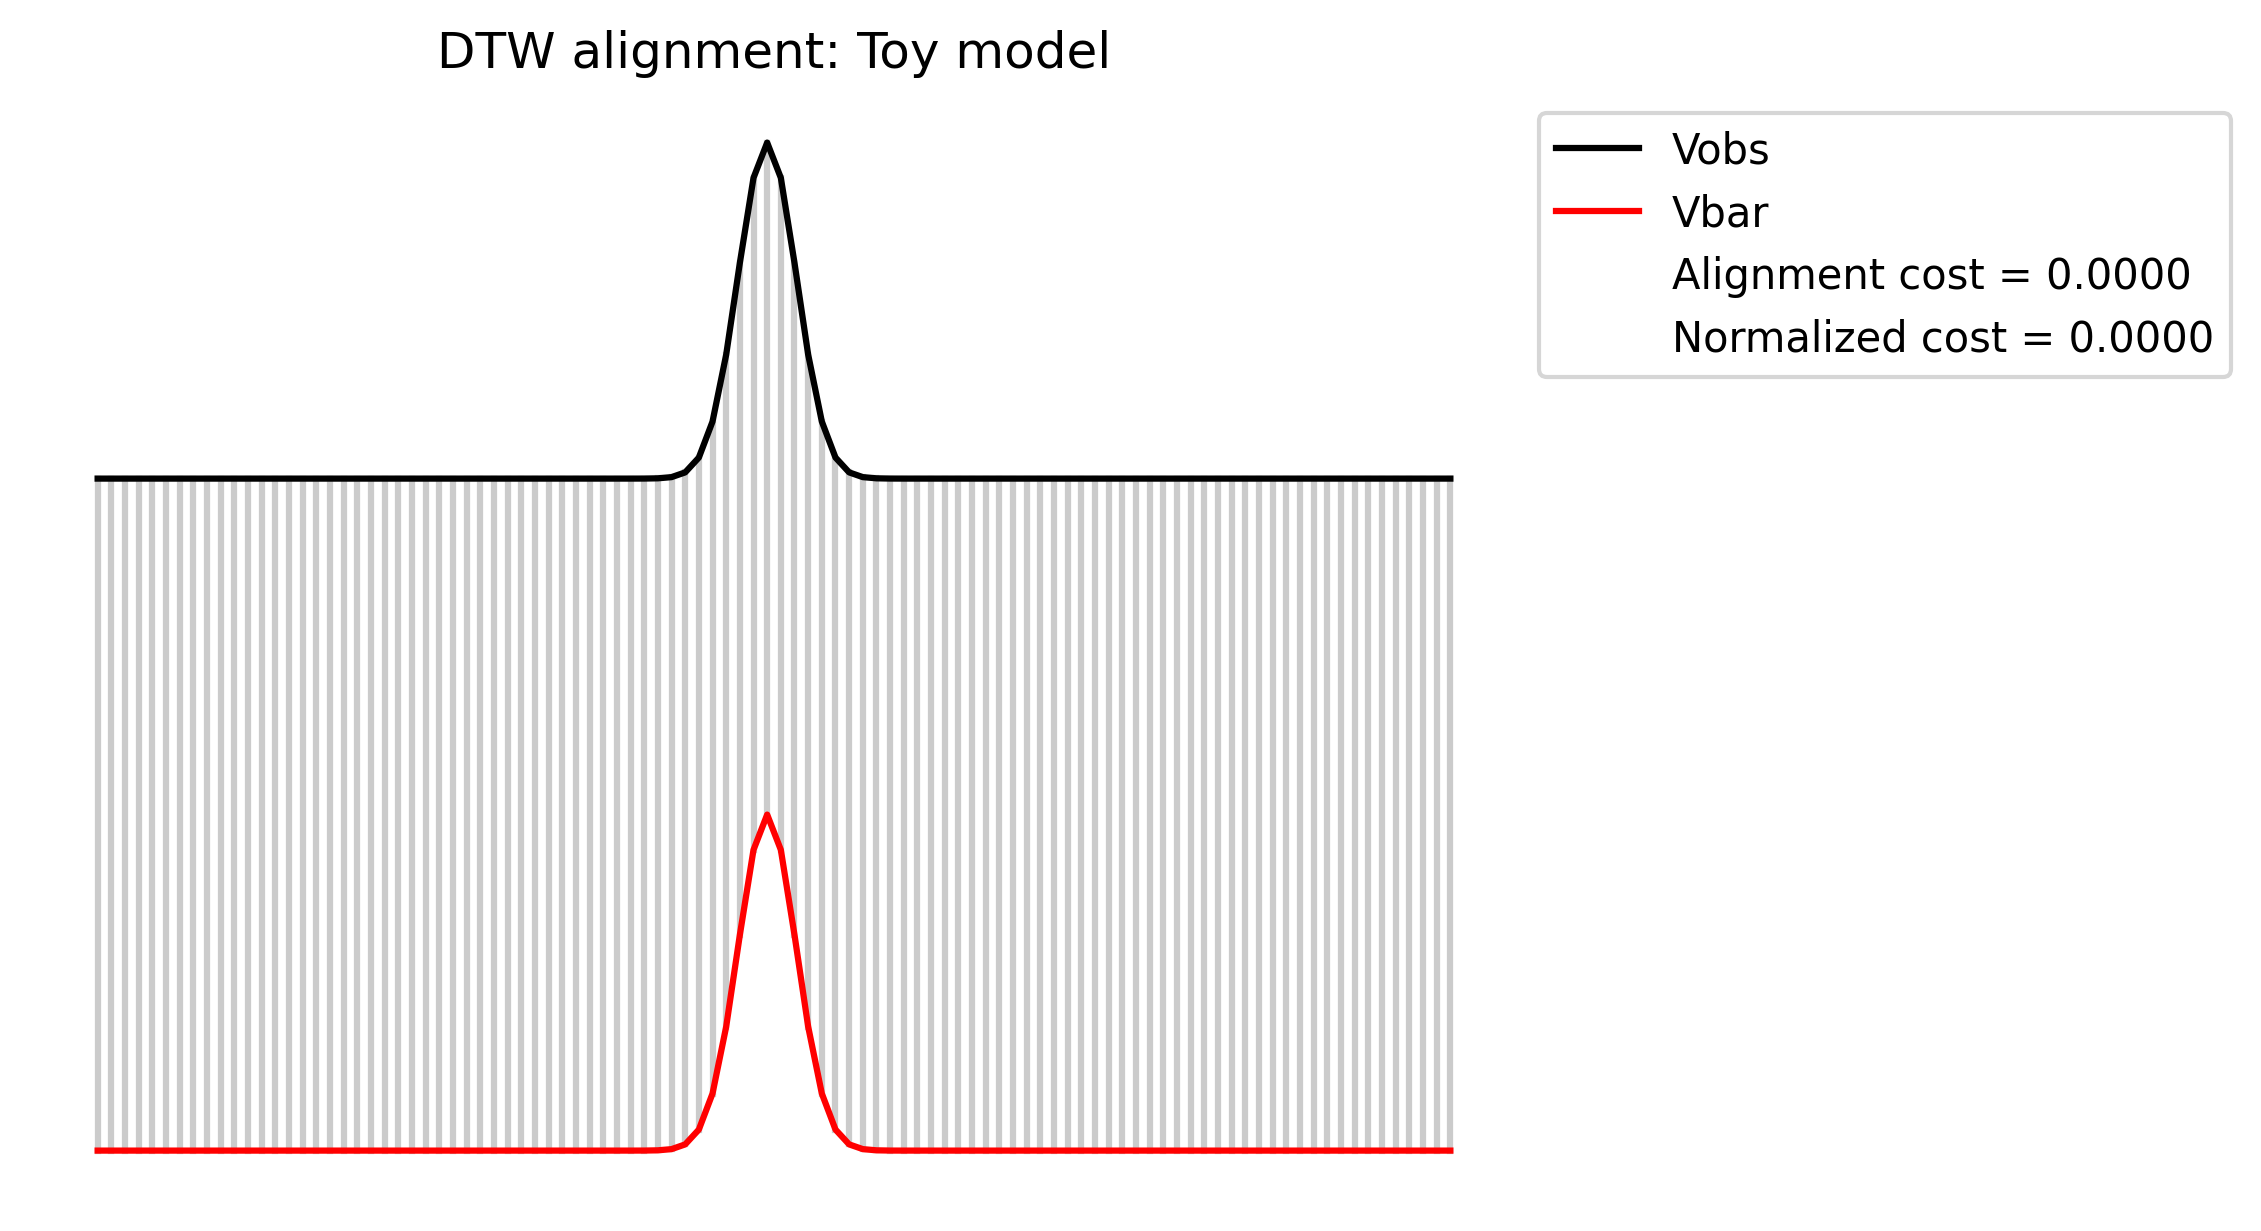 DTW alignment: Toy model
Vobs
Vbar
Alignment cost = 0.0000
Normalized cost = 0.0000